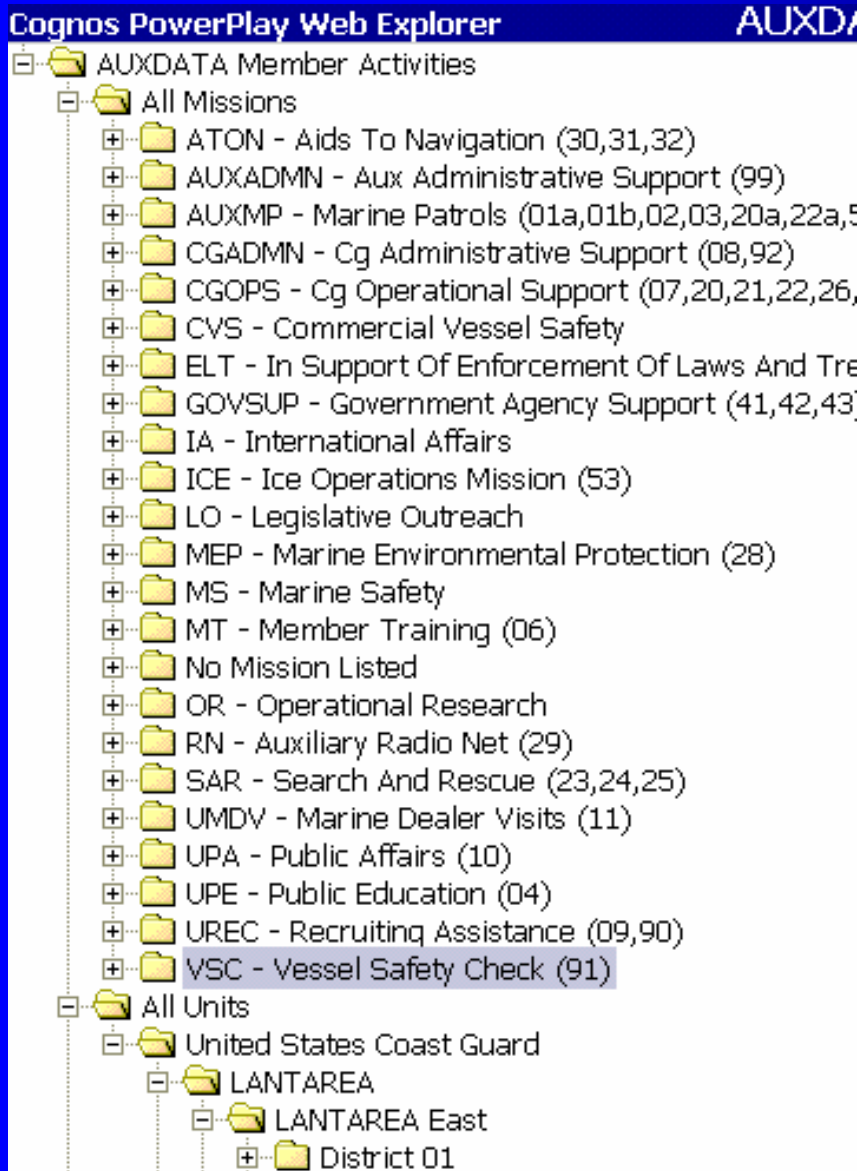 Cognos PowerPlay Web Explorer AUXDA
AUXDATA Member Activities
All Missions
ATON - Aids To Navigation (30,31,32)
AUXADMN - Aux Administrative Support (99)
AUXMP - Marine Patrols (01a,01b,02,03,20a,22a,5
CGADMN - Cg Administrative Support (08,92)
CGOPS - Cg Operational Support (07,20,21,22,26,
CVS - Commercial Vessel Safety
ELT - In Support Of Enforcement Of Laws And Tre
GOVSUP - Government Agency Support (41,42,43)
IA - International Affairs
ICE - Ice Operations Mission (53)
LO - Legislative Outreach
MEP - Marine Environmental Protection (28)
MS - Marine Safety
MT - Member Training (06)
No Mission Listed
OR - Operational Research
RN - Auxiliary Radio Net (29)
SAR - Search And Rescue (23,24,25)
UMDV - Marine Dealer Visits (11)
UPA - Public Affairs (10)
UPE - Public Education (04)
UREC - Recruiting Assistance (09,90)
VSC - Vessel Safety Check (91)
All Units
United States Coast Guard
LANTAREA
LANTAREA East
District 01